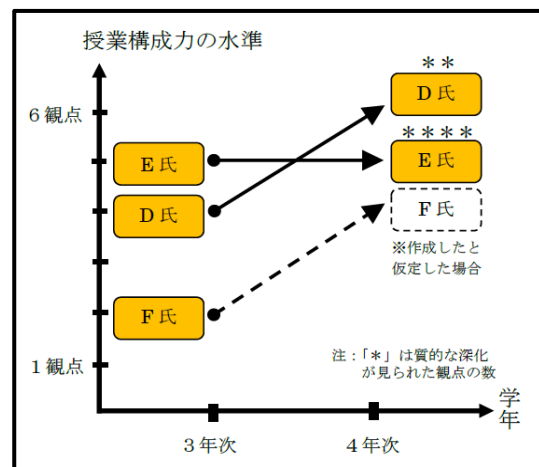 授業構成力の水準
6観点
1観点
E氏
D氏
F氏
**
D氏
****
E氏
F氏
※作成したと
仮定した場合
注:「*」は質的な深化
が見られた観点の数
学年
3年次
4年次